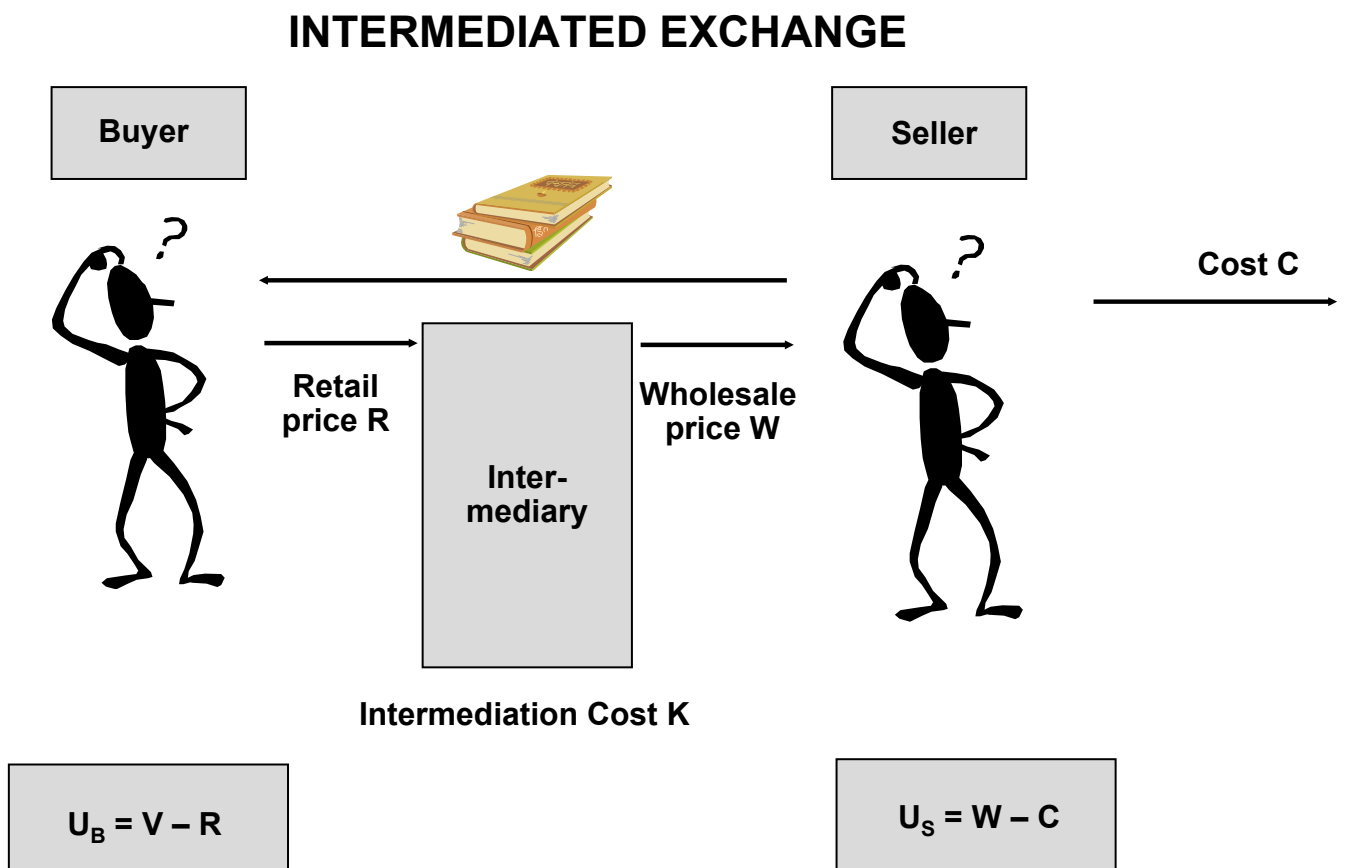 INTERMEDIATED EXCHANGE
Buyer
Seller
?
?
Cost C
Retail
price R
Wholesale
price W
Inter-
mediary
Intermediation Cost K
U_B = V – R
U_S = W – C